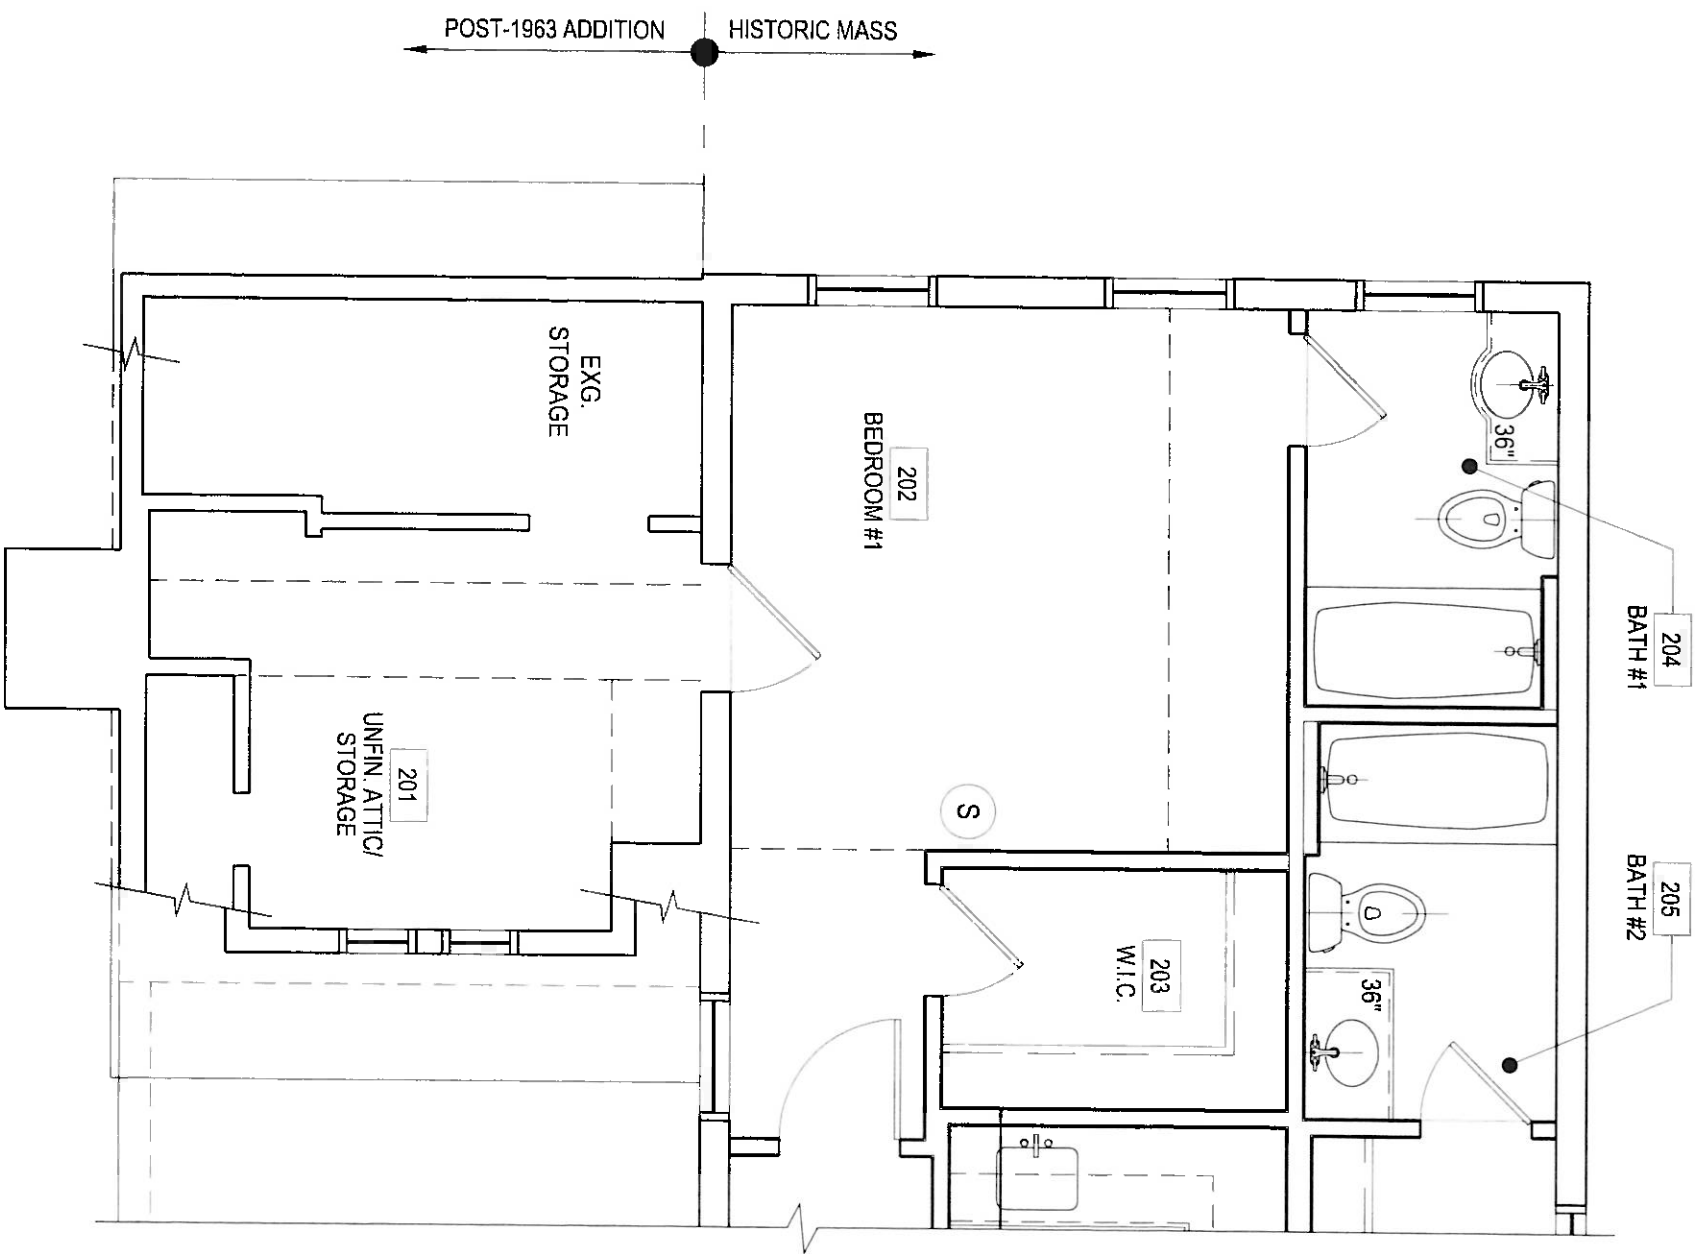 POST-1963 ADDITION
HISTORIC MASS
EXG.
STORAGE
202
BEDROOM #1
36"
204
BATH #1
201
UNFIN. ATTIC/
STORAGE
S
203
W.I.C.
36"
205
BATH #2